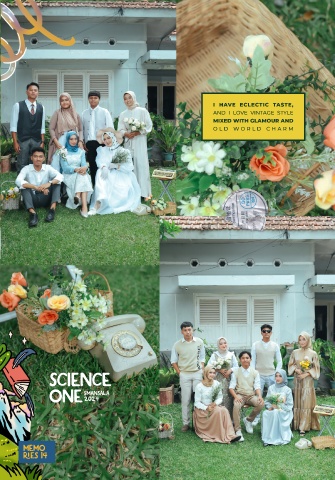 I HAVE ECLECTIC TASTE,
AND I LOVE VINTAGE STYLE
MIXED WITH GLAMOUR AND
OLD WORLD CHARM
SCIENCE
ONE SMANSALA
2024
MEMO
RIES 14